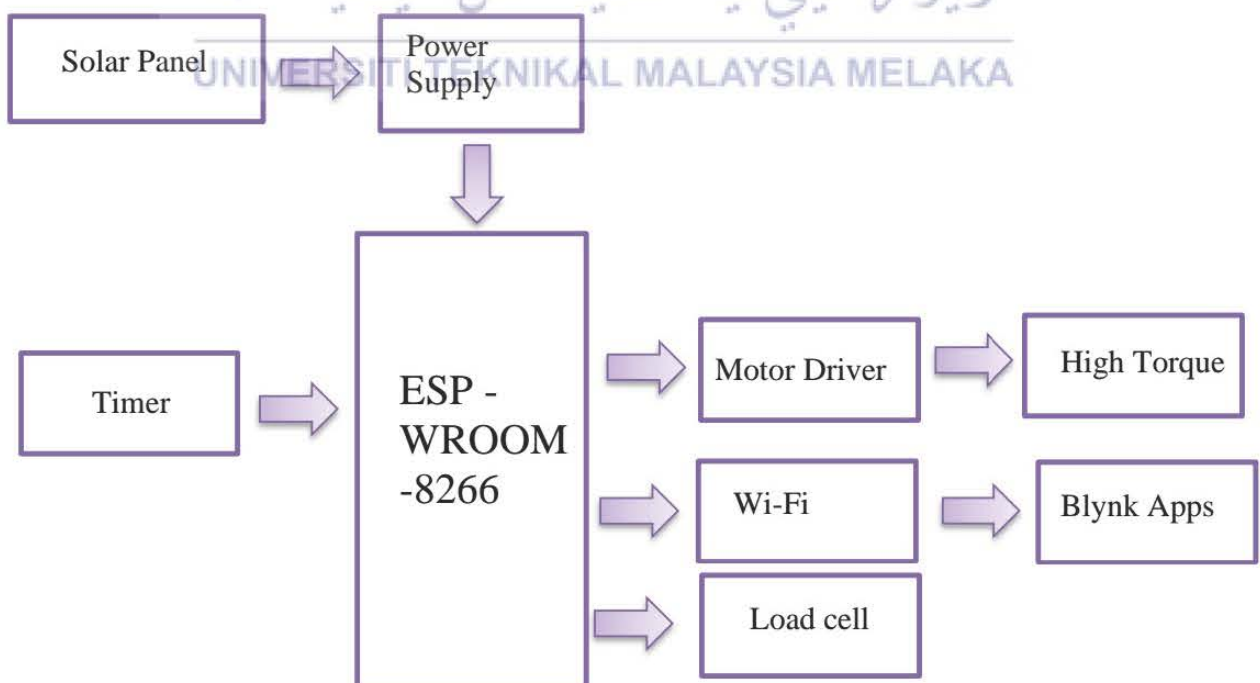 Solar Panel
Power
Supply
UNIVERSITI TEKNIKAL MALAYSIA MELAKA
Timer
ESP -
WROOM
-8266
Motor Driver
High Torque
Wi-Fi
Blynk Apps
Load cell